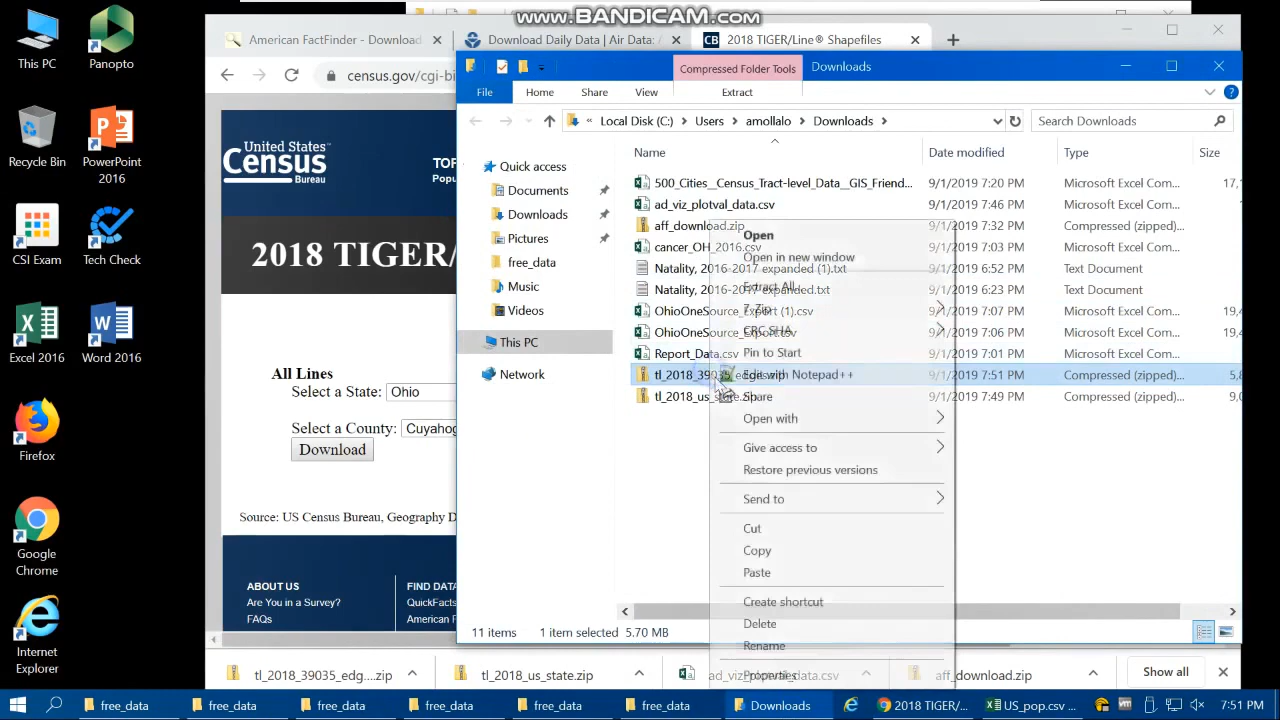 www.BANDICAM.com
This PC
Panopto
Recycle Bin
PowerPoint
2016
CSI Exam
Tech Check
Excel 2016
Word 2016
Firefox
Google
Chrome
Internet
Explorer
American FactFinder - Download
Download Daily Data | Air Data:
2018 TIGER/Line® Shapefiles
census.gov/cgi-bi
United States
Census
Bureau
TOP
Popu
2018 TIGER/
All Lines
Select a State: Ohio
Select a County: Cuyahog
Download
Source: US Census Bureau, Geography D
ABOUT US
Are You in a Survey?
FAQs
FIND DATA
QuickFacts
American F
Compressed Folder Tools
Downloads
File
Home
Share
View
Extract
« Local Disk (C:) > Users > amollalo > Downloads >
Search Downloads
Name
Date modified
Type
Size
Quick access
Documents
Downloads
Pictures
free_data
Music
Videos
This PC
Network
500_Cities__Census_Tract-level_Data__GIS_Friend... 9/1/2019 7:20 PM Microsoft Excel Com... 17,
ad_viz_plotval_data.csv 9/1/2019 7:46 PM Microsoft Excel Com...
aff_download.zip 9/1/2019 7:32 PM Compressed (zipped)...
cancer_OH_2016.csv 9/1/2019 7:03 PM Microsoft Excel Com...
Natality, 2016-2017 expanded (1).txt 9/1/2019 6:52 PM Text Document
Natality, 2016-2017 expanded.txt 9/1/2019 6:23 PM Text Document
OhioOneSource_Export (1).csv 9/1/2019 7:07 PM Microsoft Excel Com... 19,4
OhioOneSource_Export.csv 9/1/2019 7:06 PM Microsoft Excel Com... 19,4
Report_Data.csv 9/1/2019 7:01 PM Microsoft Excel Com...
tl_2018_39035_edges.zip 9/1/2019 7:51 PM Compressed (zipped)... 5,8
tl_2018_us_state.zip 9/1/2019 7:49 PM Compressed (zipped)... 9,0
Open
Open in new window
Extract All...
7-Zip
CRC SHA
Pin to Start
Edit with Notepad++
Share
Open with
Give access to
Restore previous versions
Send to
Cut
Copy
Paste
Create shortcut
Delete
Rename
Properties
11 items
1 item selected 5.70 MB
tl_2018_39035_edg....zip
tl_2018_us_state.zip
ad_viz_plotval_data.csv
aff_download.zip
Show all
free_data
free_data
free_data
free_data
free_data
free_data
Downloads
2018 TIGER/...
US_pop.csv ...
7:51 PM